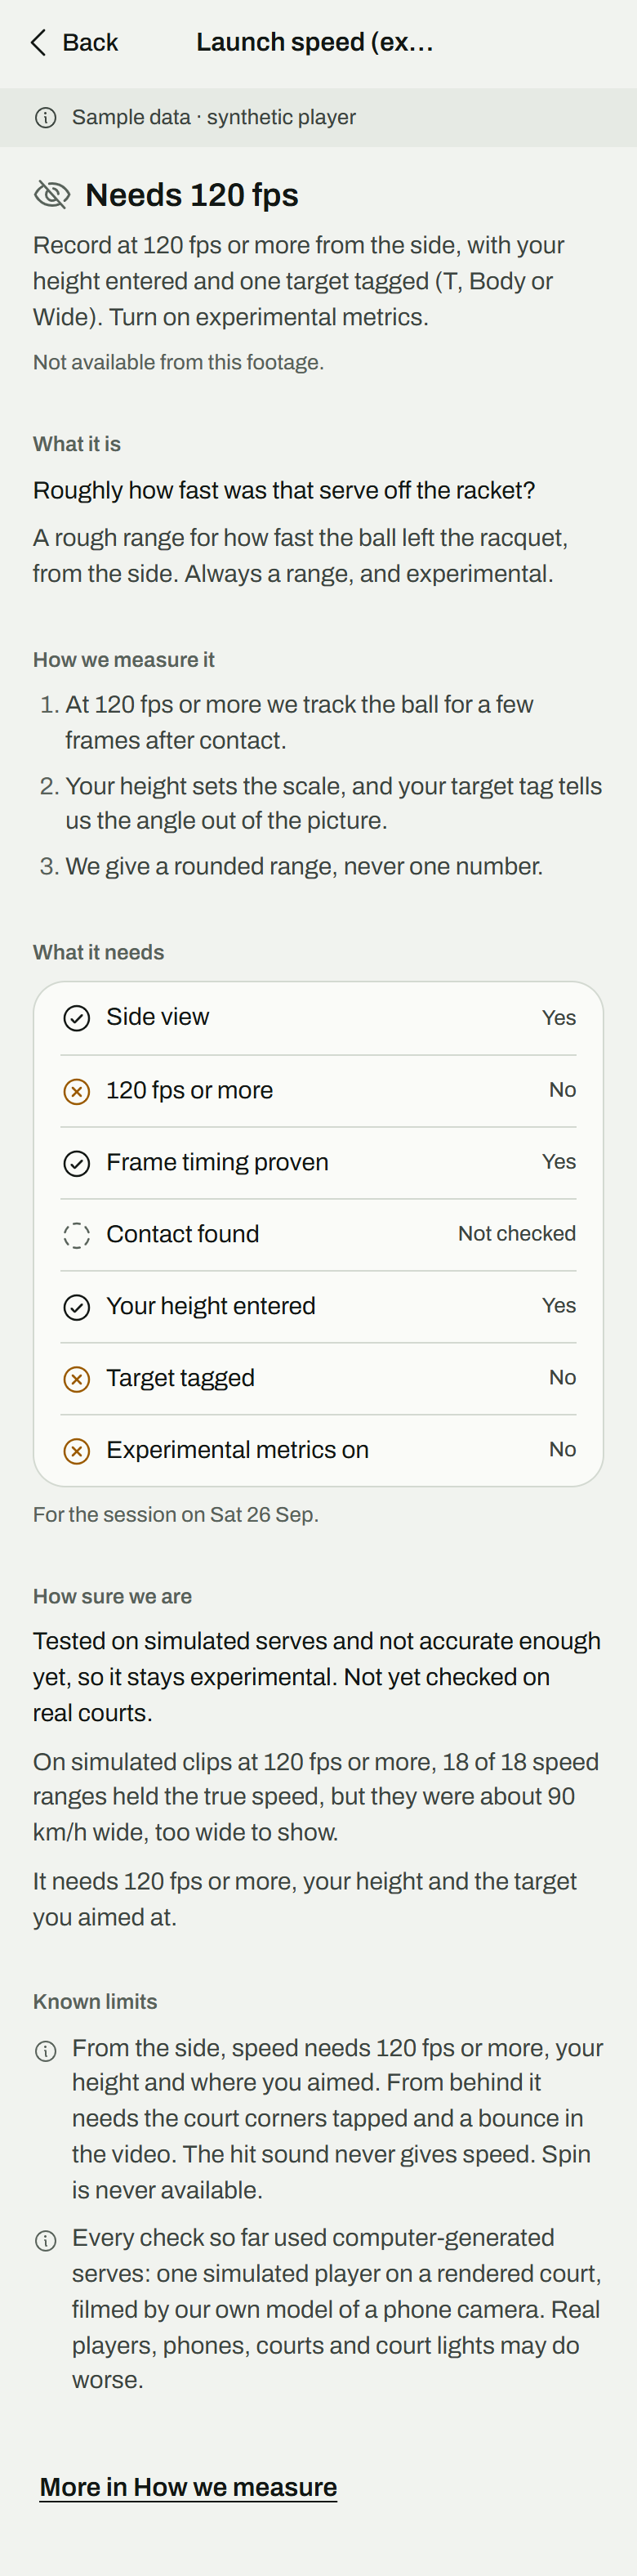 Back
Launch speed (ex...
Sample data · synthetic player
Needs 120 fps
Record at 120 fps or more from the side, with your
height entered and one target tagged (T, Body or
Wide). Turn on experimental metrics.
Not available from this footage.
What it is
Roughly how fast was that serve off the racket?
A rough range for how fast the ball left the racquet,
from the side. Always a range, and experimental.
How we measure it
1. At 120 fps or more we track the ball for a few
frames after contact.
2. Your height sets the scale, and your target tag tells
us the angle out of the picture.
3. We give a rounded range, never one number.
What it needs
Side view Yes
120 fps or more No
Frame timing proven Yes
Contact found Not checked
Your height entered Yes
Target tagged No
Experimental metrics on No
For the session on Sat 26 Sep.
How sure we are
Tested on simulated serves and not accurate enough
yet, so it stays experimental. Not yet checked on
real courts.
On simulated clips at 120 fps or more, 18 of 18 speed
ranges held the true speed, but they were about 90
km/h wide, too wide to show.
It needs 120 fps or more, your height and the target
you aimed at.
Known limits
From the side, speed needs 120 fps or more, your
height and where you aimed. From behind it
needs the court corners tapped and a bounce in
the video. The hit sound never gives speed. Spin
is never available.
Every check so far used computer-generated
serves: one simulated player on a rendered court,
filmed by our own model of a phone camera. Real
players, phones, courts and court lights may do
worse.
More in How we measure